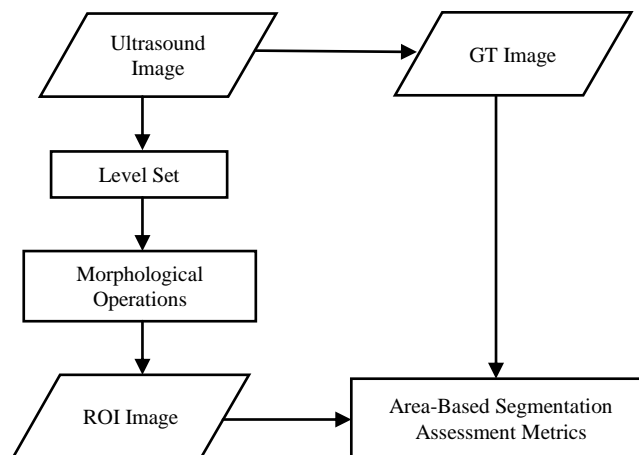 Ultrasound
Image
GT Image
Level Set
Morphological
Operations
ROI Image
Area-Based Segmentation
Assessment Metrics